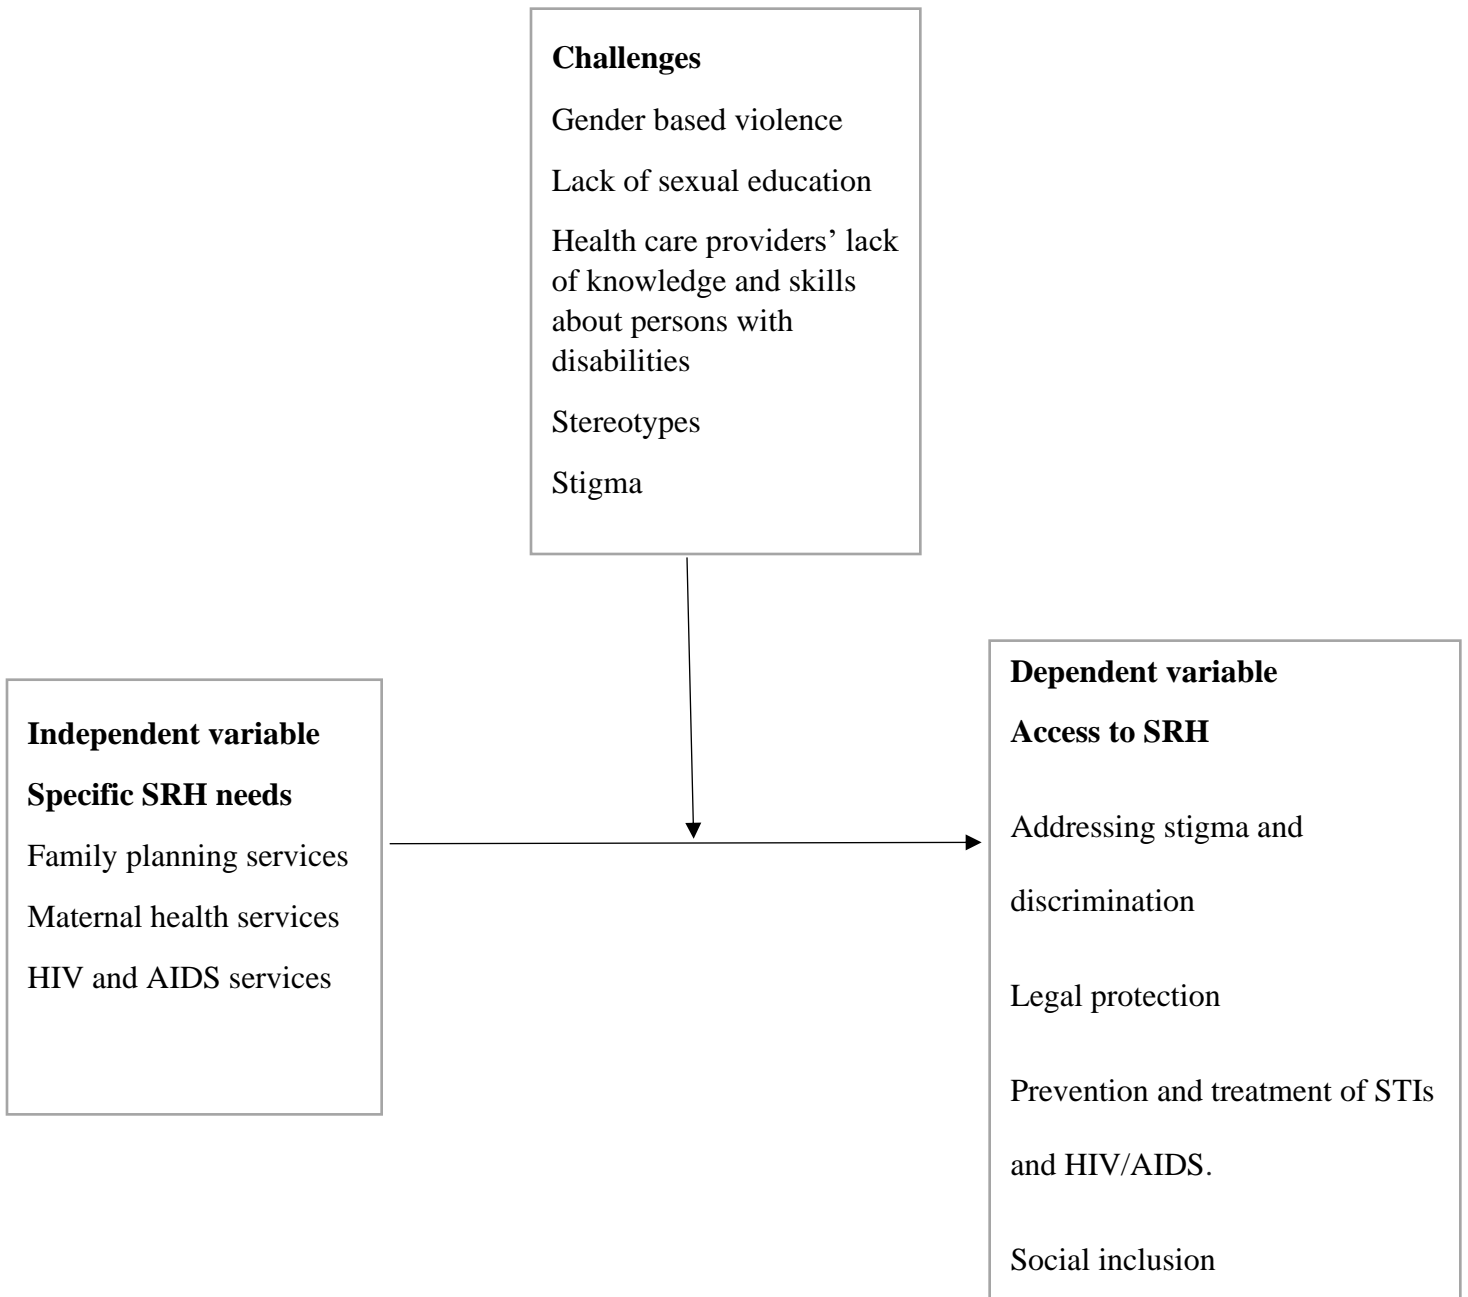 Challenges
Gender based violence
Lack of sexual education
Health care providers’ lack
of knowledge and skills
about persons with
disabilities
Stereotypes
Stigma
Independent variable
Specific SRH needs
Family planning services
Maternal health services
HIV and AIDS services
Dependent variable
Access to SRH
Addressing stigma and
discrimination
Legal protection
Prevention and treatment of STIs
and HIV/AIDS.
Social inclusion